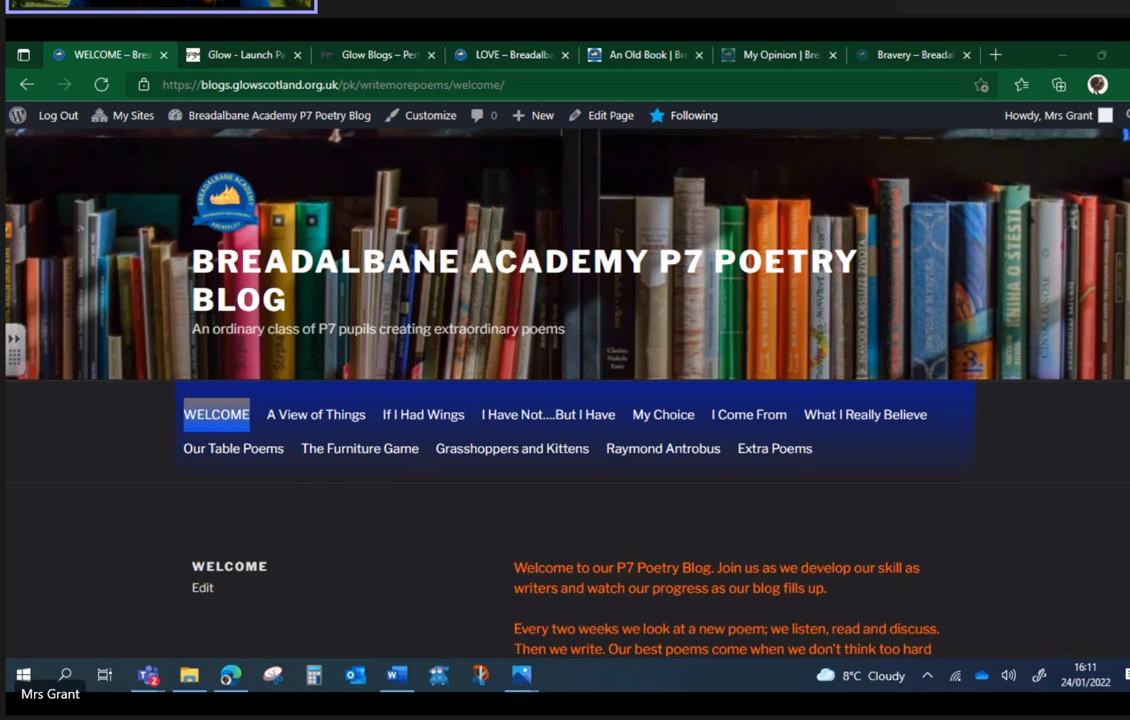 WELCOME – Brea
Glow - Launch Pa
Glow Blogs – Per
LOVE – Breadalb
An Old Book | Br
My Opinion | Bre
Bravery – Breadal
https://blogs.glowscotland.org.uk/pk/writemorepoems/welcome/
Log Out My Sites Breadalbane Academy P7 Poetry Blog Customize 0 New Edit Page Following Howdy, Mrs Grant
BREADALBANE ACADEMY
KNIHA O ŠTĚSTÍ
BREADALBANE ACADEMY P7 POETRY
BLOG
An ordinary class of P7 pupils creating extraordinary poems
WELCOME A View of Things If I Had Wings I Have Not....But I Have My Choice I Come From What I Really Believe
Our Table Poems The Furniture Game Grasshoppers and Kittens Raymond Antrobus Extra Poems
WELCOME
Edit
Welcome to our P7 Poetry Blog. Join us as we develop our skill as
writers and watch our progress as our blog fills up.
Every two weeks we look at a new poem; we listen, read and discuss.
Then we write. Our best poems come when we don't think too hard
2
8°C Cloudy
16:11
24/01/2022
Mrs Grant